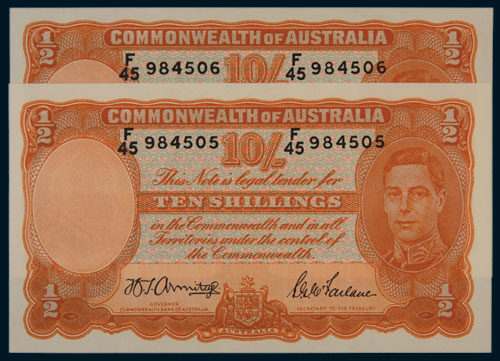 1/2 COMMONWEALTH OF AUSTRALIA 1/2
F/45 984506 10/- F/45 984506
1/2 COMMONWEALTH OF AUSTRALIA 1/2
F/45 984505 F/45 984505
10/-
This Note is legal tender for
TEN SHILLINGS
in the Commonwealth and in all
Territories under the control of
the Commonwealth.
H.T. Armitage
GOVERNOR
COMMONWEALTH BANK OF AUSTRALIA
S.G. McFarlane
SECRETARY TO THE TREASURY
1/2 AUSTRALIA 1/2